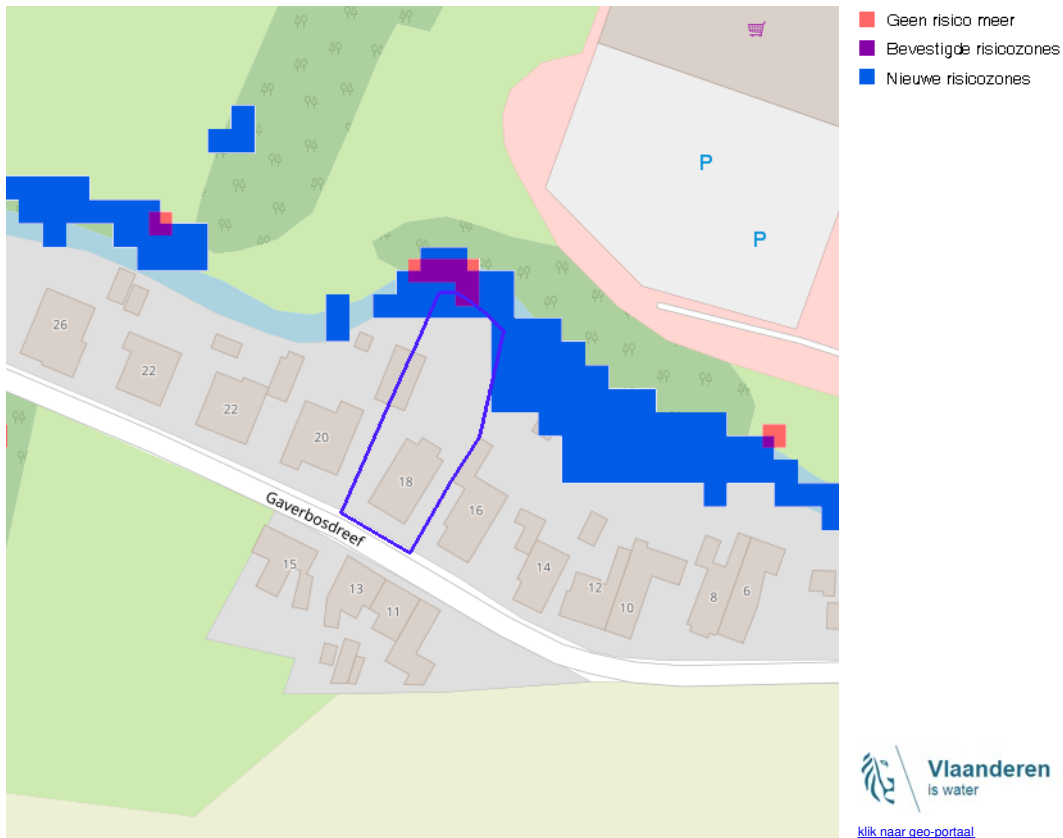 Geen risico meer
Bevestigde risicozones
Nieuwe risicozones
P
P
26
22
22
20
18
16
Gaverbosdreef
15
13
11
14
12
10
8
6
Vlaanderen
is water
klik naar geo-portaal